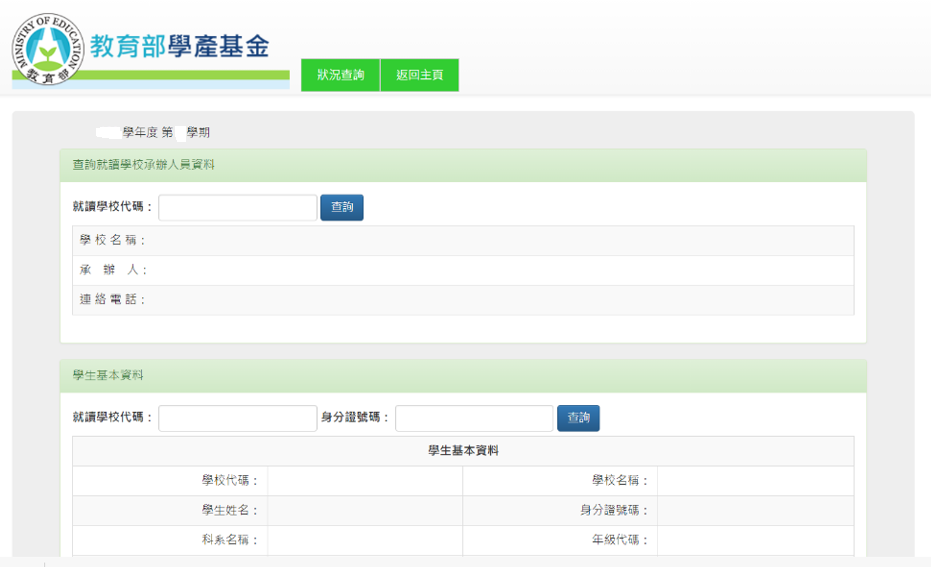 MINISTRY OF EDUCATION
教育部
教育部學產基金
狀況查詢 返回主頁
學年度 第 學期
查詢就讀學校承辦人員資料
就讀學校代碼： 查詢
學校名稱：
承 辦 人：
連絡電話：
學生基本資料
就讀學校代碼： 身分證號碼： 查詢
學生基本資料
學校代碼： 學校名稱：
學生姓名： 身分證號碼：
科系名稱： 年級代碼：